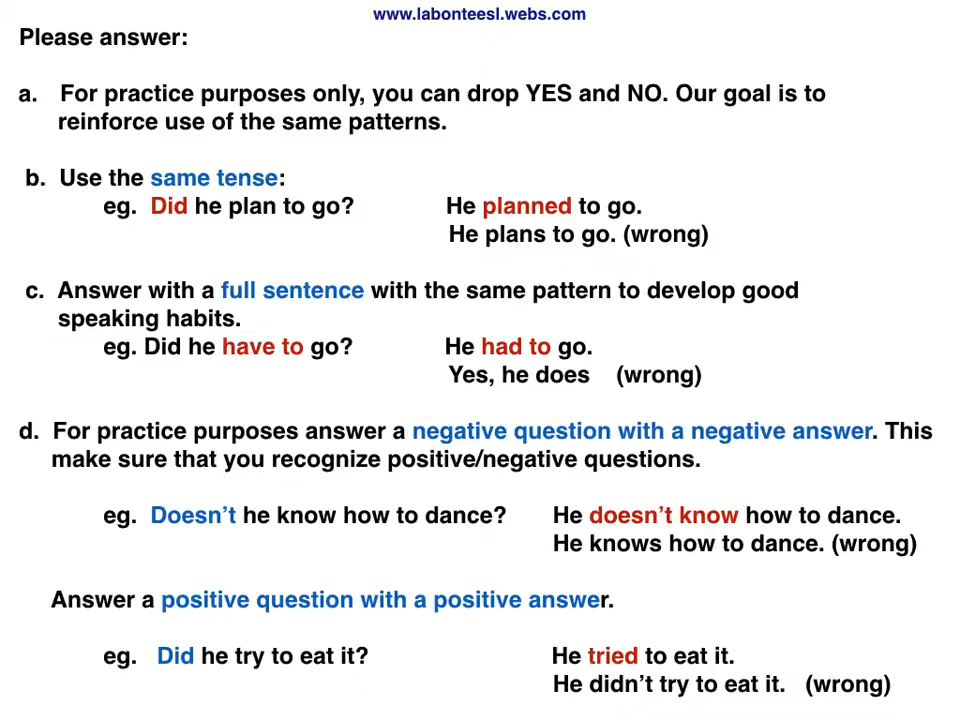 www.labonteesl.webs.com
Please answer:
a. For practice purposes only, you can drop YES and NO. Our goal is to
reinforce use of the same patterns.
b. Use the same tense:
eg. Did he plan to go? He planned to go.
He plans to go. (wrong)
c. Answer with a full sentence with the same pattern to develop good
speaking habits.
eg. Did he have to go? He had to go.
Yes, he does (wrong)
d. For practice purposes answer a negative question with a negative answer. This
make sure that you recognize positive/negative questions.
eg. Doesn't he know how to dance? He doesn't know how to dance.
He knows how to dance. (wrong)
Answer a positive question with a positive answer.
eg. Did he try to eat it? He tried to eat it.
He didn't try to eat it. (wrong)